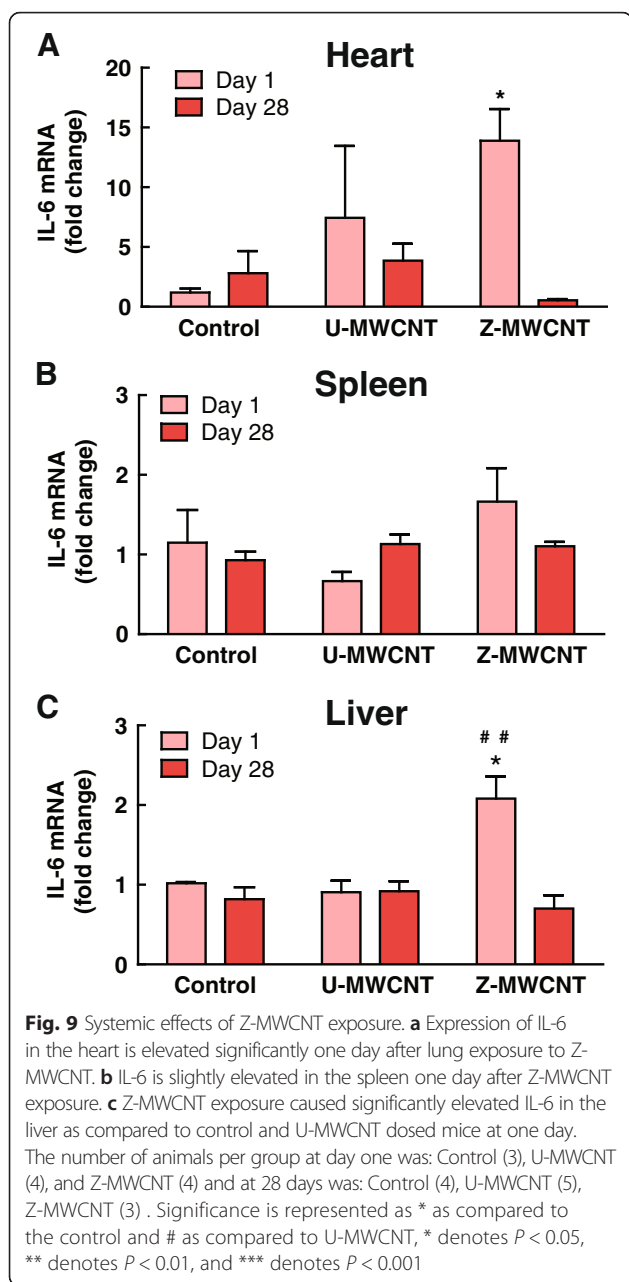 A
Heart
Day 1
Day 28
*
IL-6 mRNA
(fold change)
20
15
10
5
0
Control U-MWCNT Z-MWCNT
B
Spleen
Day 1
Day 28
IL-6 mRNA
(fold change)
3
2
1
0
Control U-MWCNT Z-MWCNT
C
Liver
Day 1
Day 28
# #
*
IL-6 mRNA
(fold change)
3
2
1
0
Control U-MWCNT Z-MWCNT
Fig. 9 Systemic effects of Z-MWCNT exposure. a Expression of IL-6
in the heart is elevated significantly one day after lung exposure to Z-
MWCNT. b IL-6 is slightly elevated in the spleen one day after Z-MWCNT
exposure. c Z-MWCNT exposure caused significantly elevated IL-6 in the
liver as compared to control and U-MWCNT dosed mice at one day.
The number of animals per group at day one was: Control (3), U-MWCNT
(4), and Z-MWCNT (4) and at 28 days was: Control (4), U-MWCNT (5),
Z-MWCNT (3) . Significance is represented as * as compared to
the control and # as compared to U-MWCNT, * denotes P < 0.05,
** denotes P < 0.01, and *** denotes P < 0.001